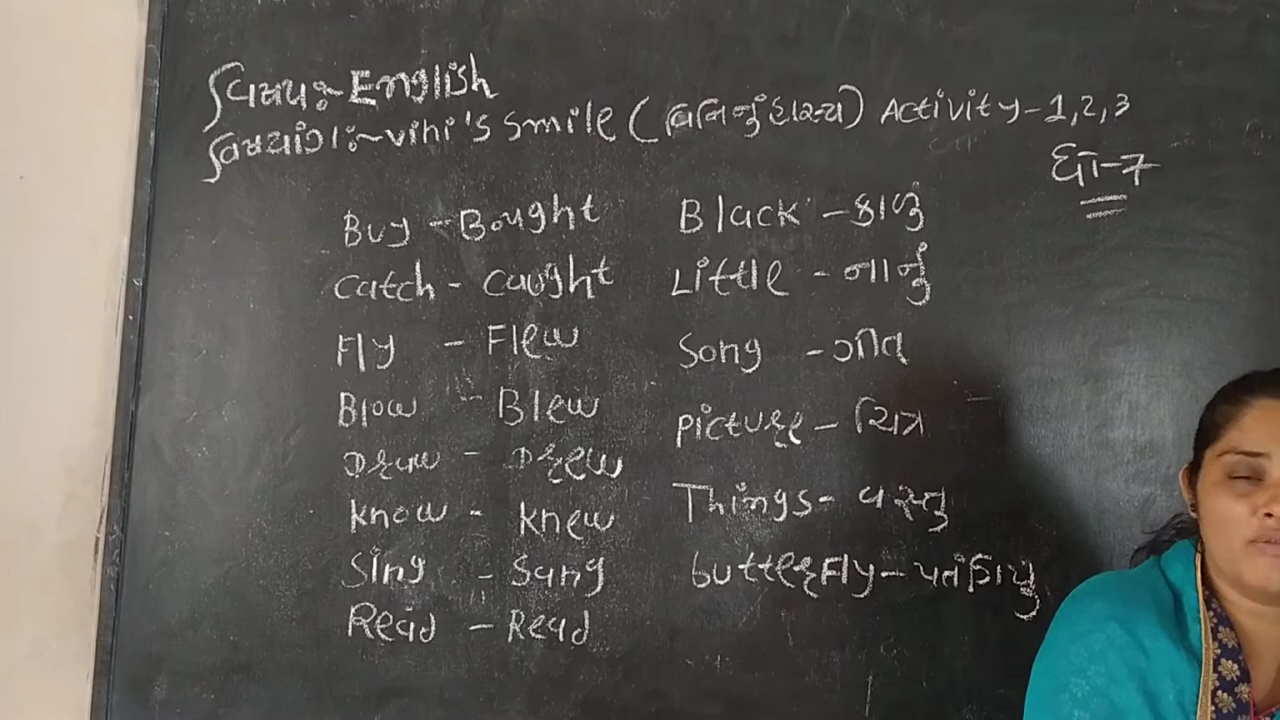 વિષય:- English
વિષયાંગ:- vihi's smile (વિહિનું હાસ્ય) Activity-1,2,3
ધો-7
Buy - Bought
catch - caught
Fly - Flew
Blow - Blew
Draw - Drew
know - knew
Sing - Sang
Read - Read
Black - કાળું
Little - નાનું
Song - ગીત
picture - ચિત્ર
Things - વસ્તુ
butterFly - પતંગિયું